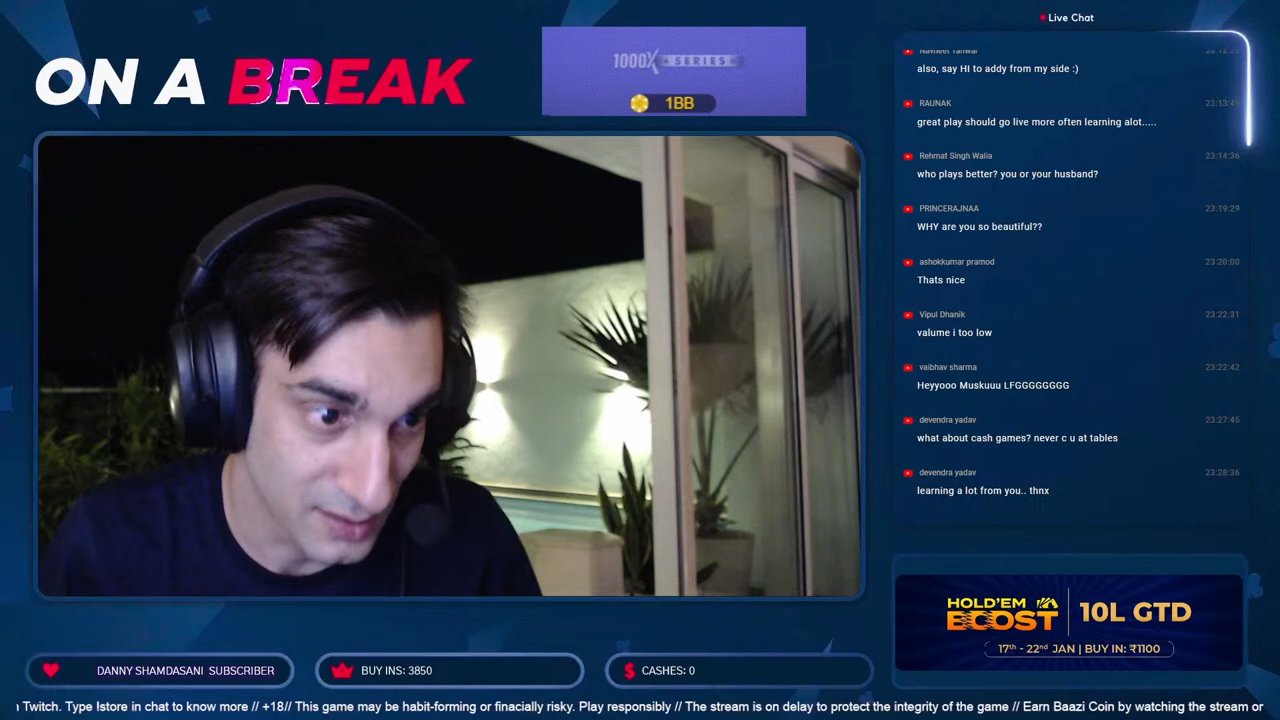 ON A BREAK
1000X SERIES
1BB
Live Chat
23:12:26
also, say HI to addy from my side :)
RAUNAK
great play should go live more often learning alot.....
Rehmat Singh Walia 23:14:36
who plays better? you or your husband?
PRINCERAJNAA 23:19:29
WHY are you so beautiful??
ashokkumar pramod 23:20:00
Thats nice
Vipul Dhanik 23:22:31
valume i too low
vaibhav sharma 23:22:42
Heyyooo Muskuuu LFGGGGGGGG
devendra yadav 23:27:45
what about cash games? never c u at tables
devendra yadav 23:28:36
learning a lot from you.. thnx
HOLD'EM
10L GTD
17th - 22nd JAN | BUY IN: ₹1100
DANNY SHAMDASANI SUBSCRIBER
BUY INS: 3850
CASHES: 0
Twitch. Type !store in chat to know more // +18// This game may be habit-forming or finacially risky. Play responsibly // The stream is on delay to protect the integrity of the game // Earn Baazi Coin by watching the stream or